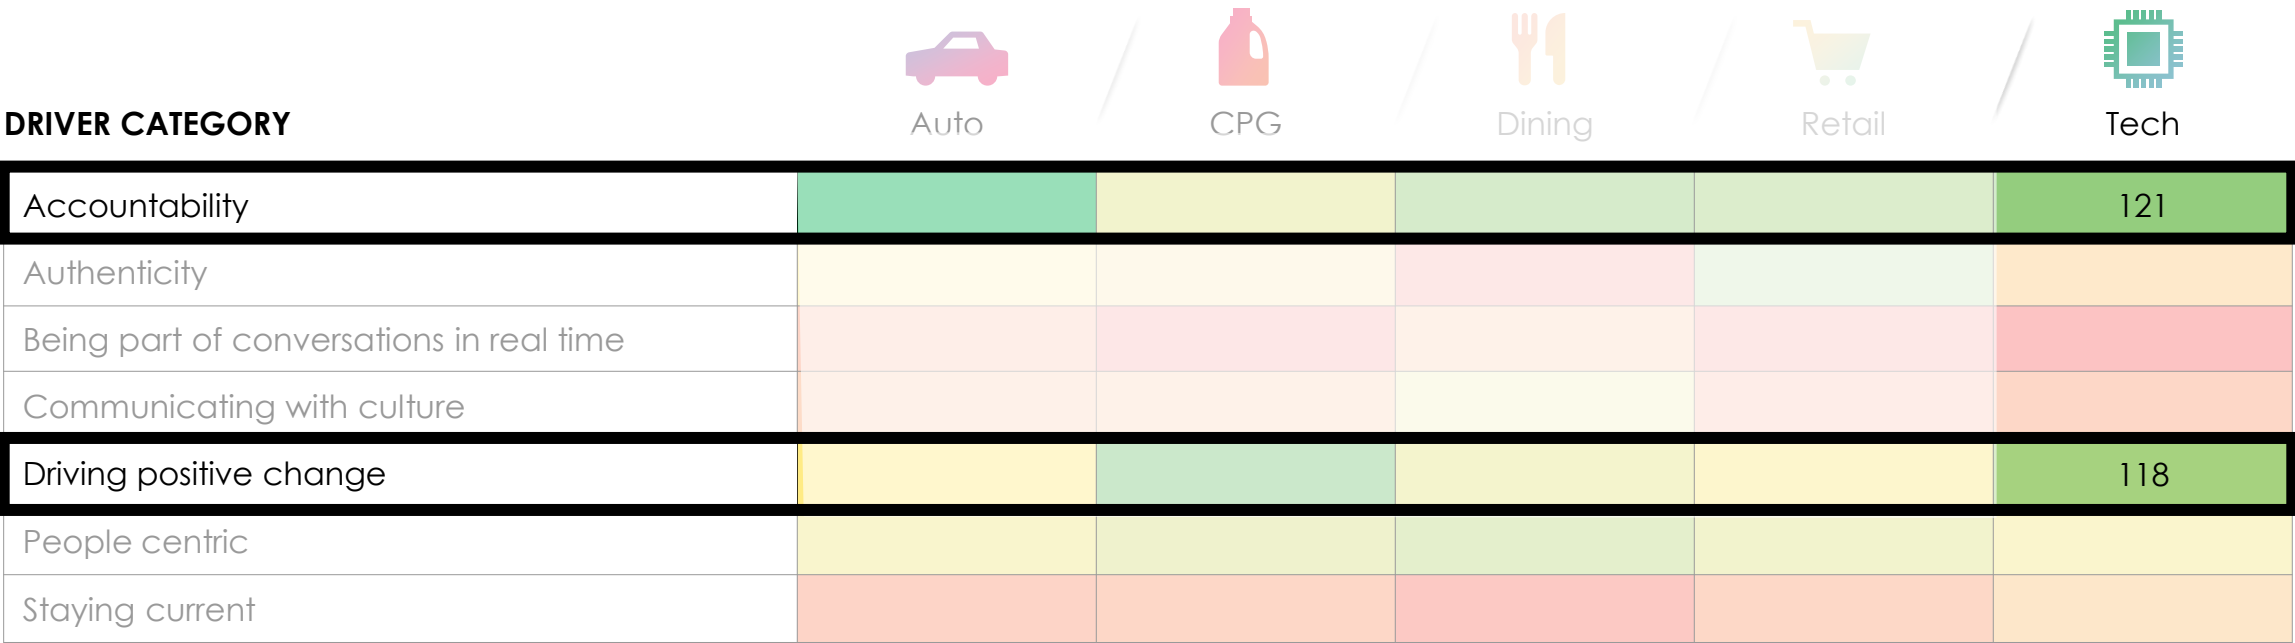 Auto
CPG
Dining
Retail
Tech
DRIVER CATEGORY
Accountability
121
Authenticity
Being part of conversations in real time
Communicating with culture
Driving positive change
118
People centric
Staying current